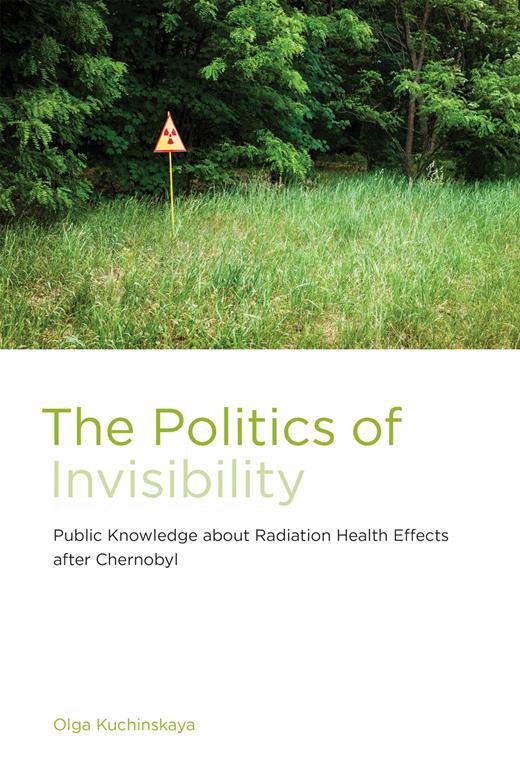 The Politics of
Invisibility
Public Knowledge about Radiation Health Effects
after Chernobyl
Olga Kuchinskaya